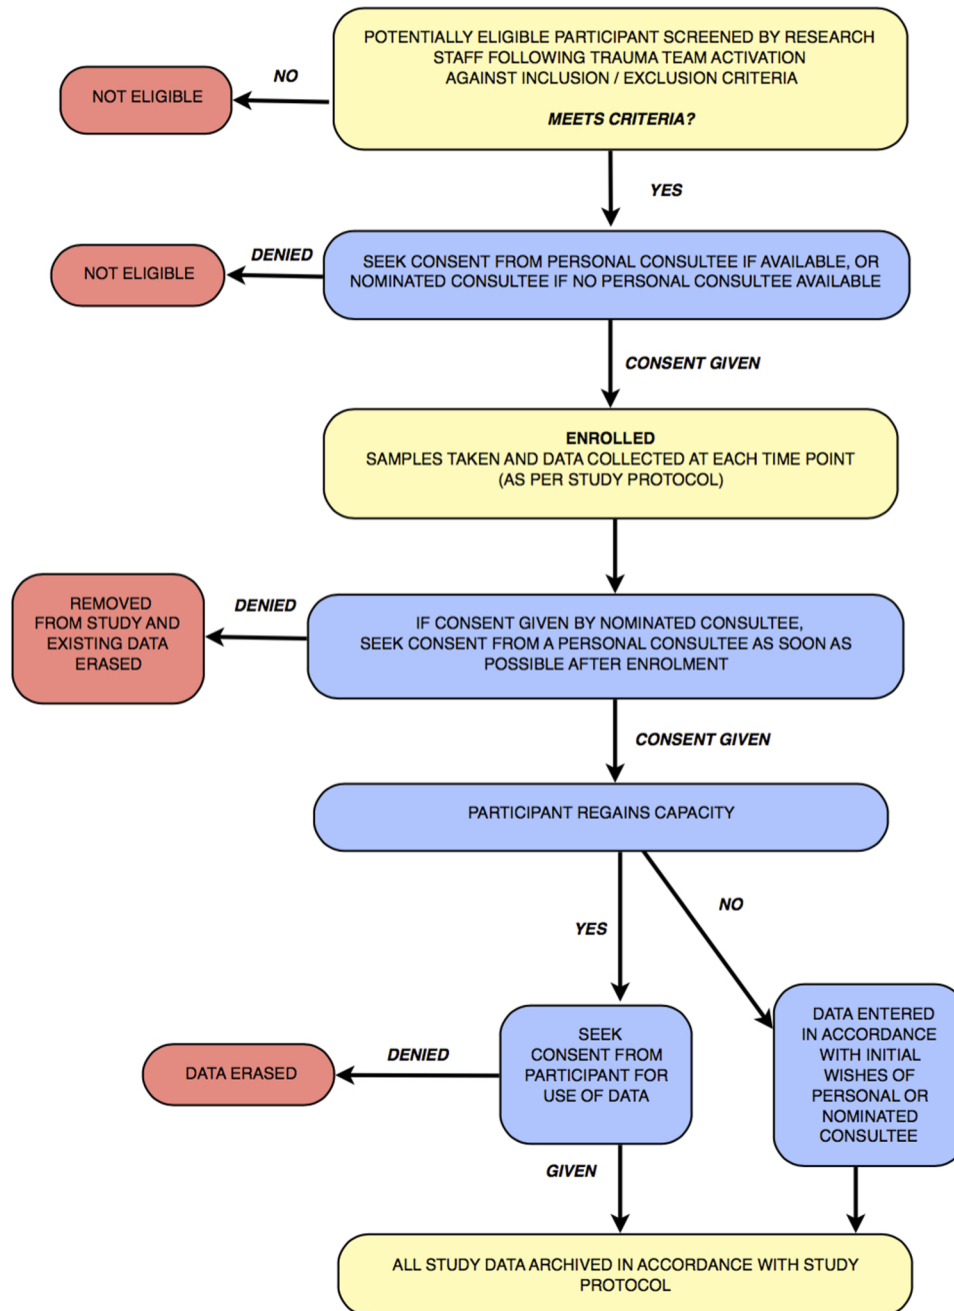 POTENTIALLY ELIGIBLE PARTICIPANT SCREENED BY RESEARCH
STAFF FOLLOWING TRAUMA TEAM ACTIVATION
AGAINST INCLUSION / EXCLUSION CRITERIA
MEETS CRITERIA?
NO
NOT ELIGIBLE
YES
DENIED
NOT ELIGIBLE
SEEK CONSENT FROM PERSONAL CONSULTEE IF AVAILABLE, OR
NOMINATED CONSULTEE IF NO PERSONAL CONSULTEE AVAILABLE
CONSENT GIVEN
ENROLLED
SAMPLES TAKEN AND DATA COLLECTED AT EACH TIME POINT
(AS PER STUDY PROTOCOL)
REMOVED
FROM STUDY AND
EXISTING DATA
ERASED
DENIED
IF CONSENT GIVEN BY NOMINATED CONSULTEE,
SEEK CONSENT FROM A PERSONAL CONSULTEE AS SOON AS
POSSIBLE AFTER ENROLMENT
CONSENT GIVEN
PARTICIPANT REGAINS CAPACITY
YES
NO
DATA ERASED
DENIED
SEEK
CONSENT FROM
PARTICIPANT FOR
USE OF DATA
DATA ENTERED
IN ACCORDANCE
WITH INITIAL
WISHES OF
PERSONAL OR
NOMINATED
CONSULTEE
GIVEN
ALL STUDY DATA ARCHIVED IN ACCORDANCE WITH STUDY
PROTOCOL